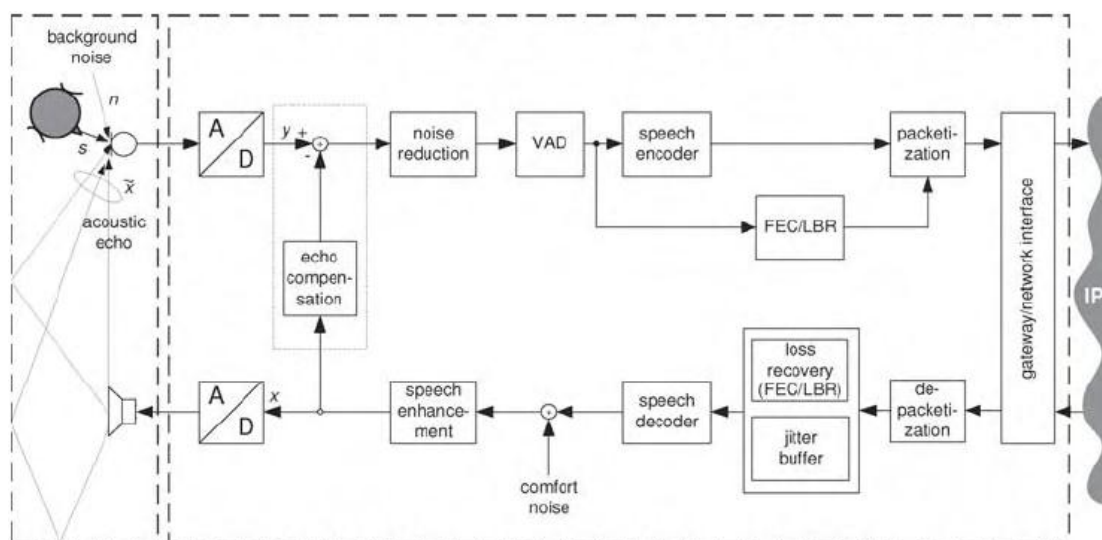 background
noise
n
s
x̃
acoustic
echo
A
D
y
+
-
+
noise
reduction
VAD
speech
encoder
packeti-
zation
FEC/LBR
echo
compen-
sation
gateway/network interface
IP
A
D
x
speech
enhance-
ment
+
comfort
noise
speech
decoder
loss
recovery
(FEC/LBR)
jitter
buffer
de-
packeti-
zation